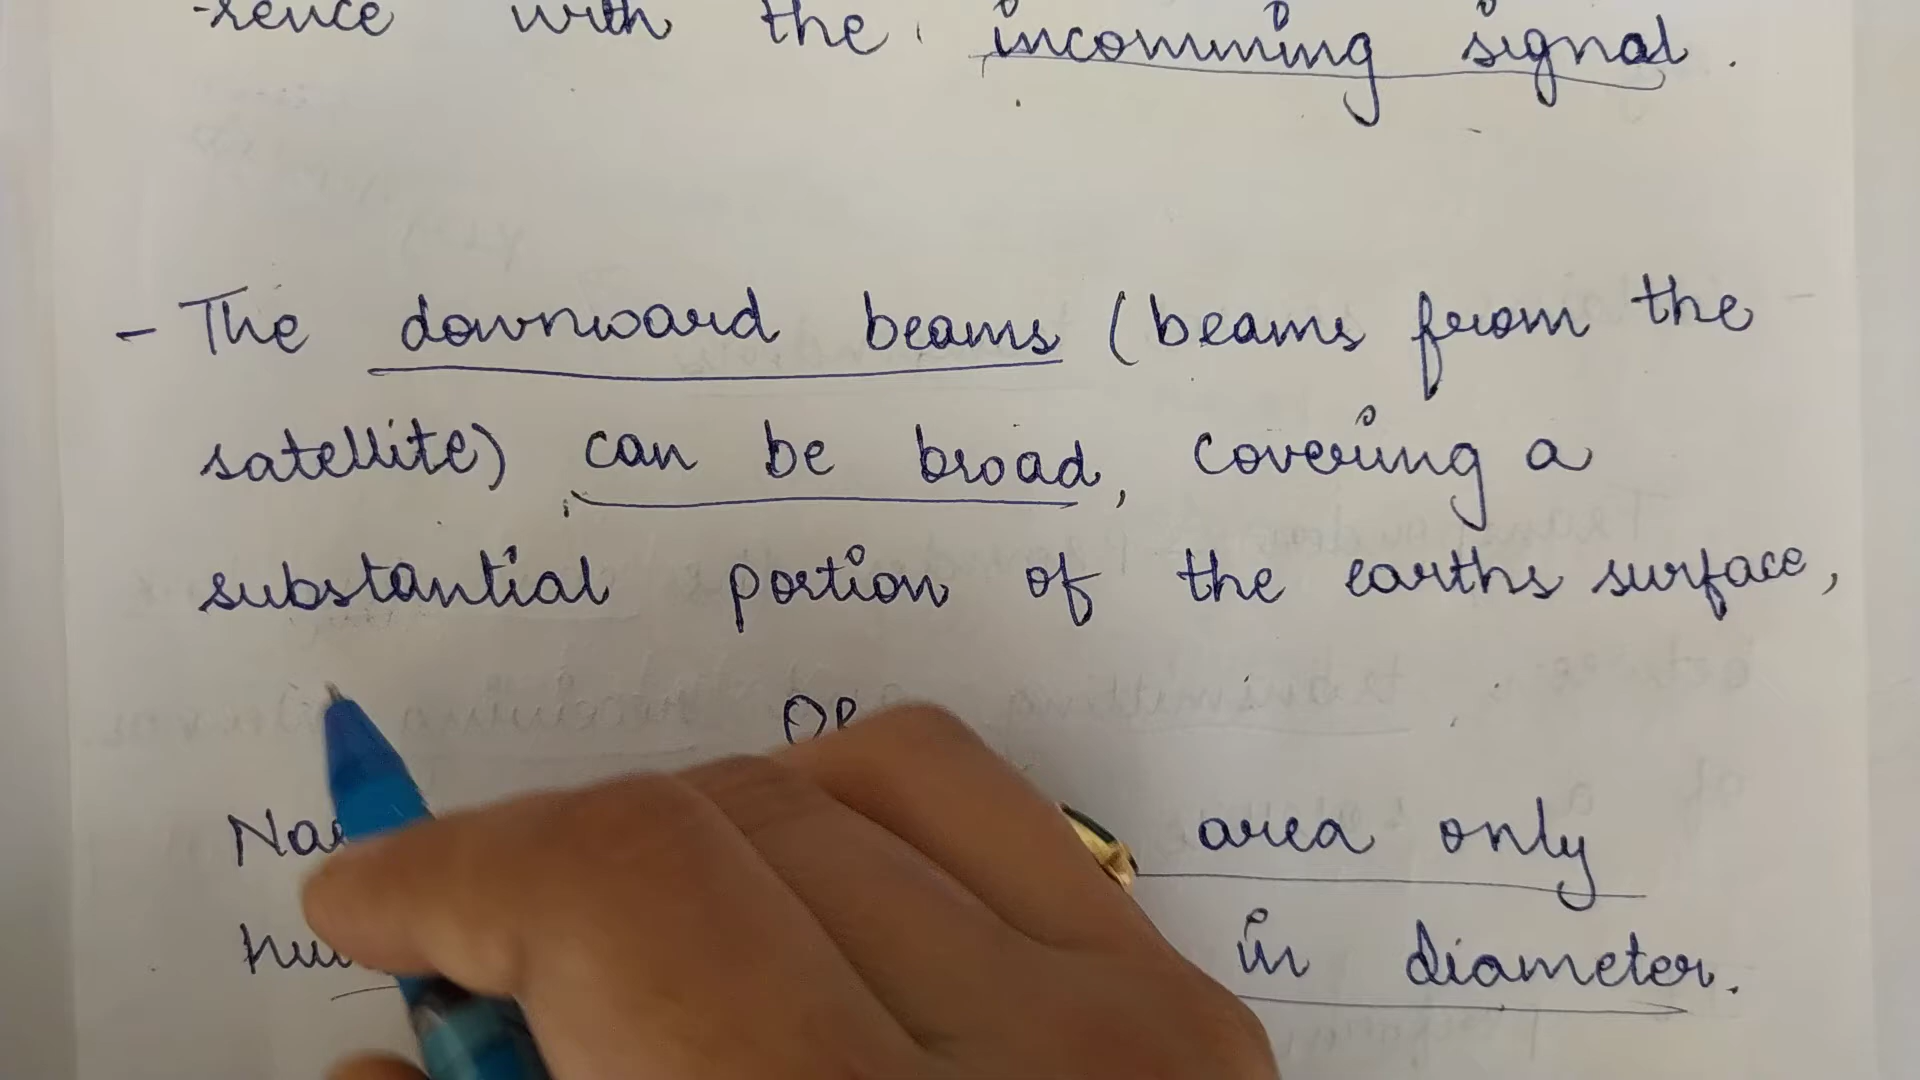 -rence with the incomming signal.
- The downward beams (beams from the
satellite) can be broad, covering a
substantial portion of the earths surface,
OR
area only
in diameter.